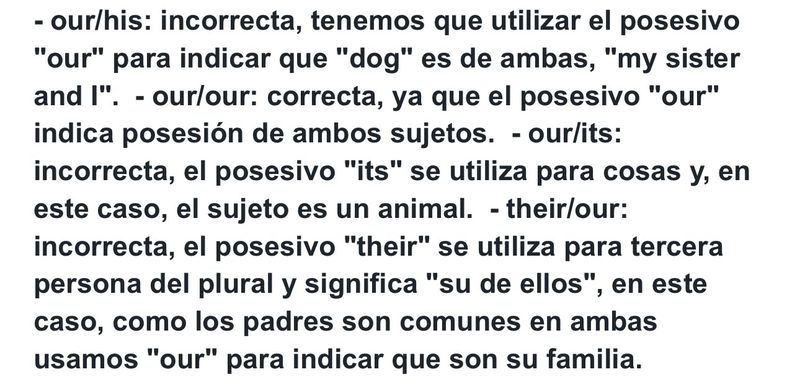 - our/his: incorrecta, tenemos que utilizar el posesivo
"our" para indicar que "dog" es de ambas, "my sister
and I".  - our/our: correcta, ya que el posesivo "our"
indica posesión de ambos sujetos.  - our/its:
incorrecta, el posesivo "its" se utiliza para cosas y, en
este caso, el sujeto es un animal.  - their/our:
incorrecta, el posesivo "their" se utiliza para tercera
persona del plural y significa "su de ellos", en este
caso, como los padres son comunes en ambas
usamos "our" para indicar que son su familia.